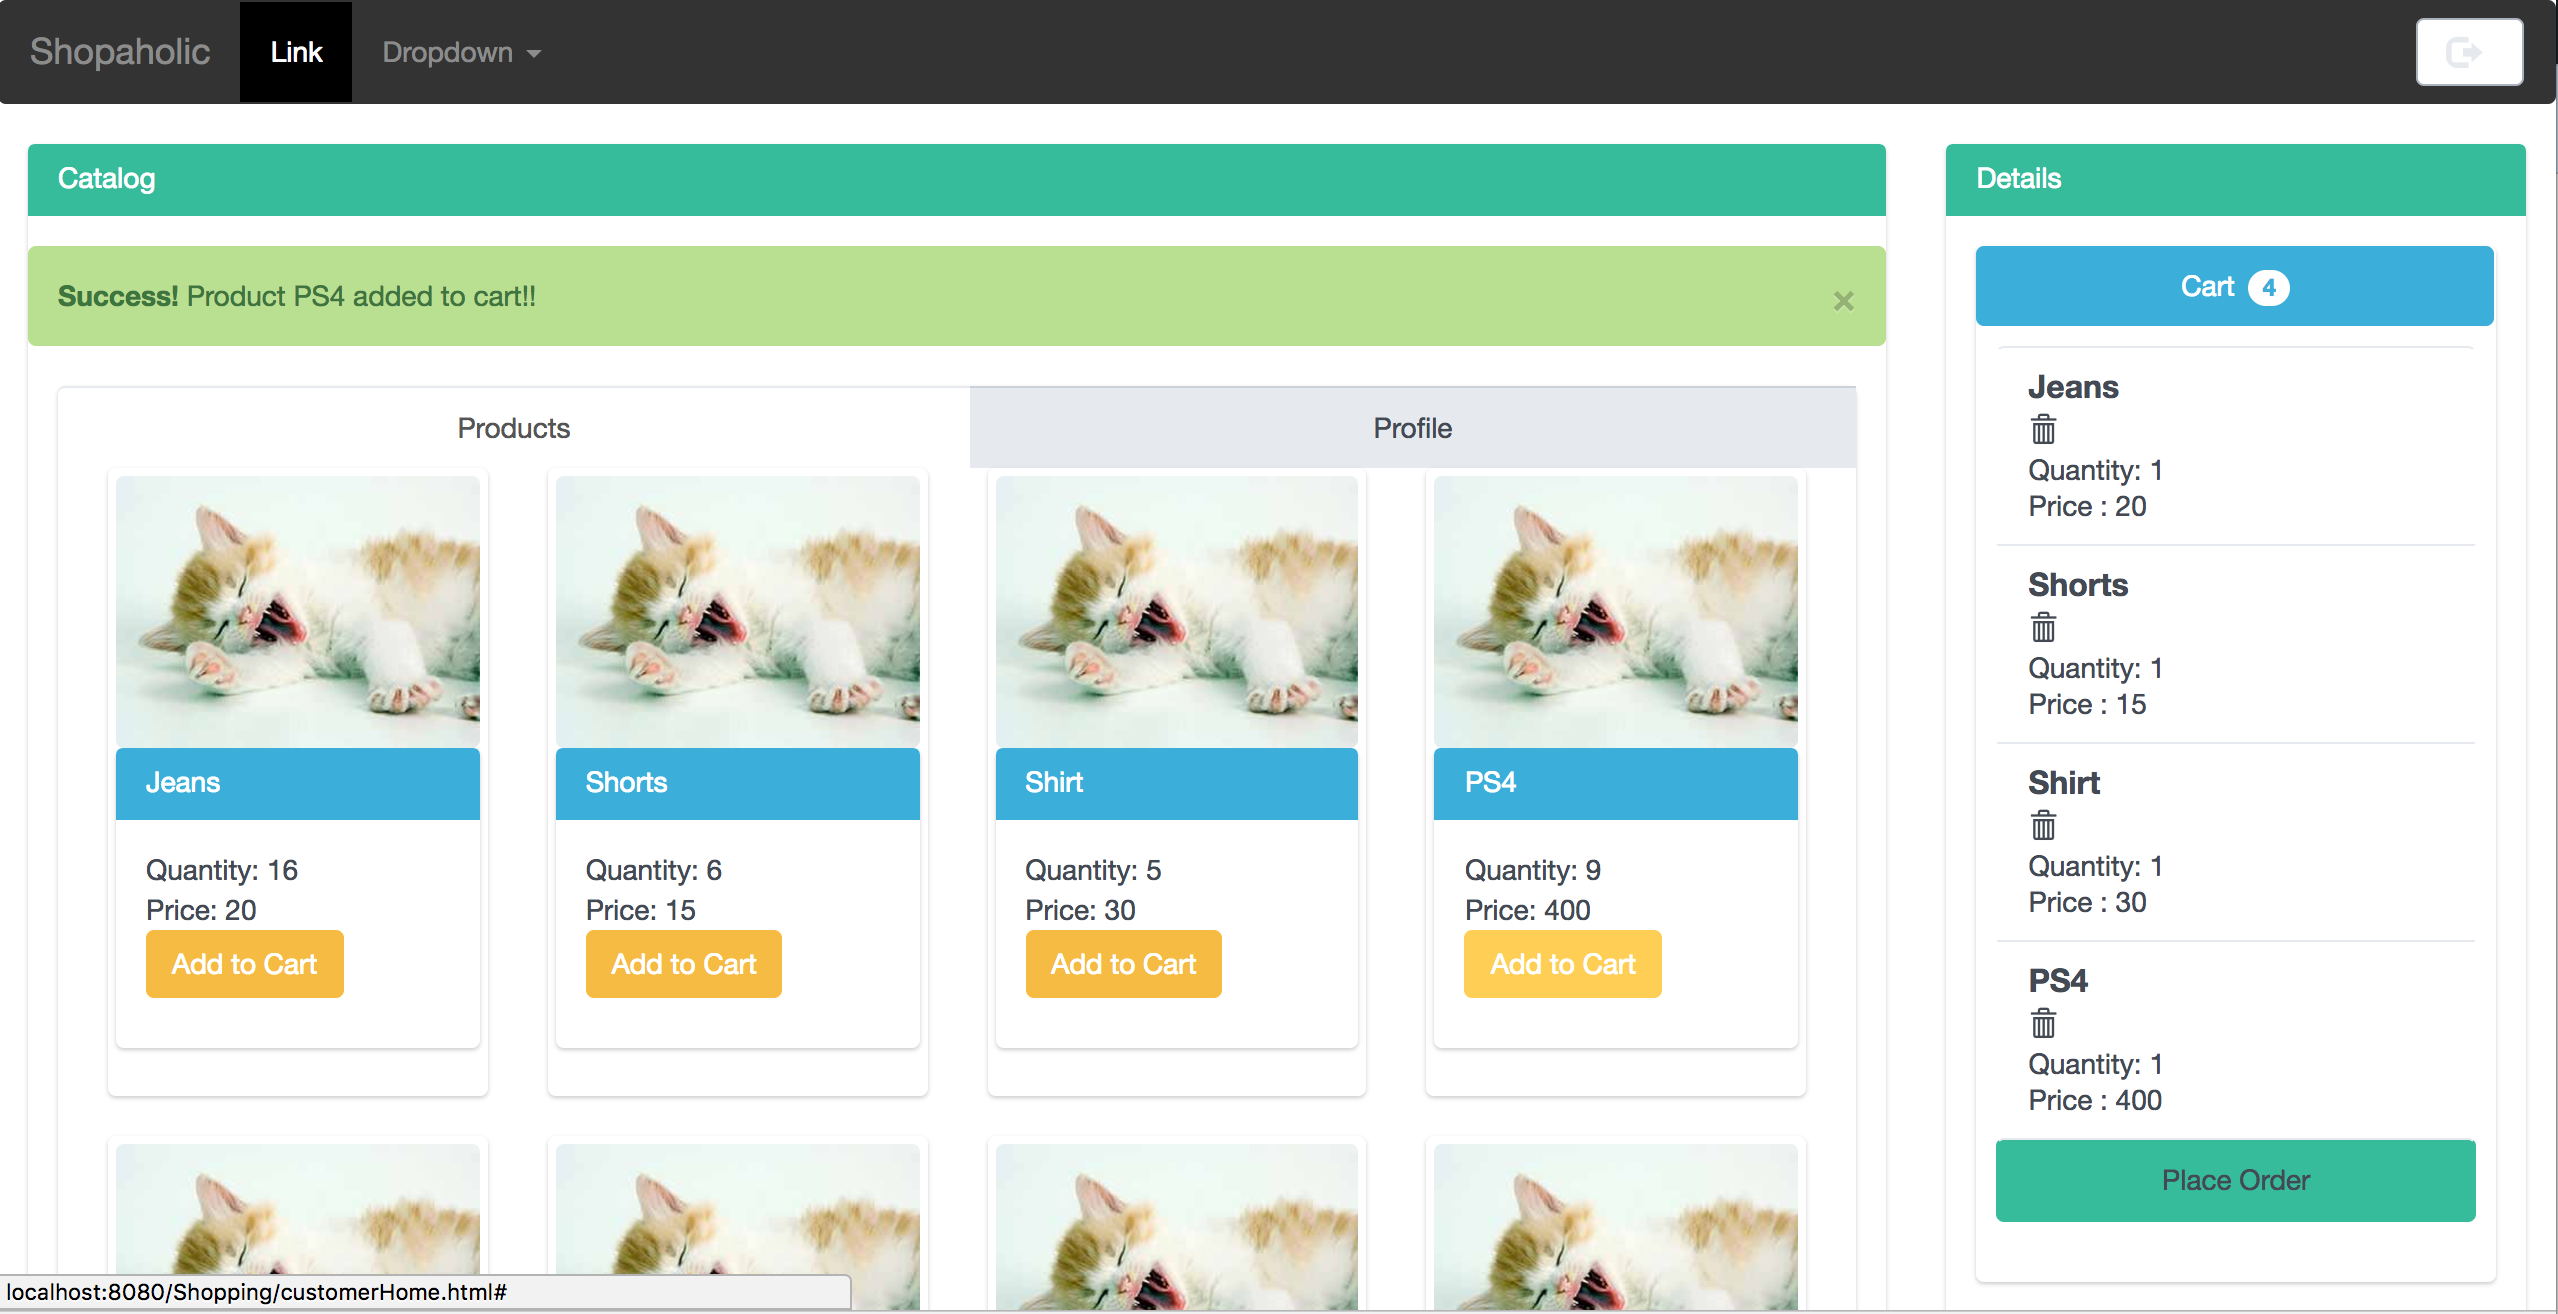 Shopaholic Link Dropdown
Catalog
Success! Product PS4 added to cart!!
×
Products Profile
Jeans
Quantity: 16
Price: 20
Add to Cart
Shorts
Quantity: 6
Price: 15
Add to Cart
Shirt
Quantity: 5
Price: 30
Add to Cart
PS4
Quantity: 9
Price: 400
Add to Cart
Details
Cart 4
Jeans
Quantity: 1
Price : 20
Shorts
Quantity: 1
Price : 15
Shirt
Quantity: 1
Price : 30
PS4
Quantity: 1
Price : 400
Place Order
localhost:8080/Shopping/customerHome.html#